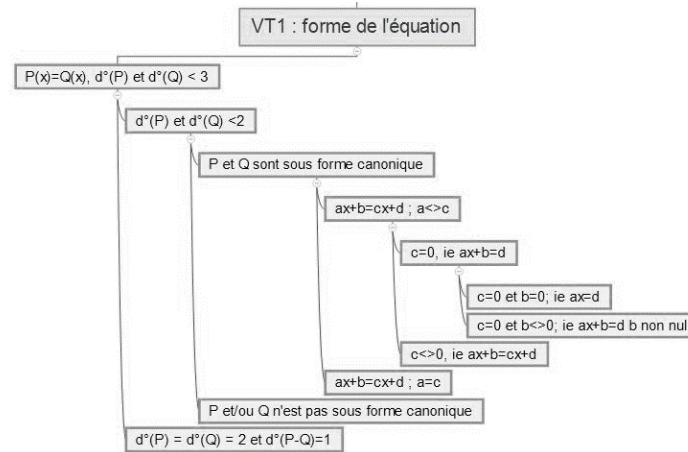 VT1 : forme de l'équation
P(x)=Q(x), d°(P) et d°(Q) < 3
d°(P) et d°(Q) <2
P et Q sont sous forme canonique
ax+b=cx+d ; a<>c
c=0, ie ax+b=d
c=0 et b=0; ie ax=d
c=0 et b<>0; ie ax+b=d b non nul
c<>0, ie ax+b=cx+d
ax+b=cx+d ; a=c
P et/ou Q n'est pas sous forme canonique
d°(P) = d°(Q) = 2 et d°(P-Q)=1